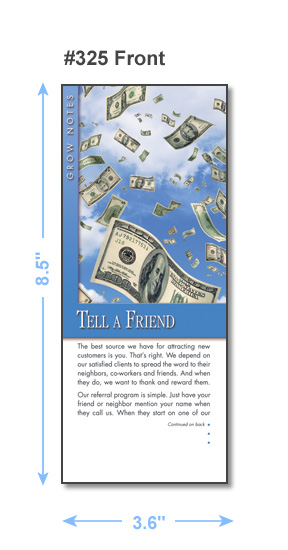 #325 Front
GROW NOTES
8.5"
TELL A FRIEND
The best source we have for attracting new
customers is you. That's right. We depend on
our satisfied clients to spread the word to their
neighbors, co-workers and friends. And when
they do, we want to thank and reward them.
Our referral program is simple. Just have your
friend or neighbor mention your name when
they call us. When they start on one of our
Continued on back
3.6"